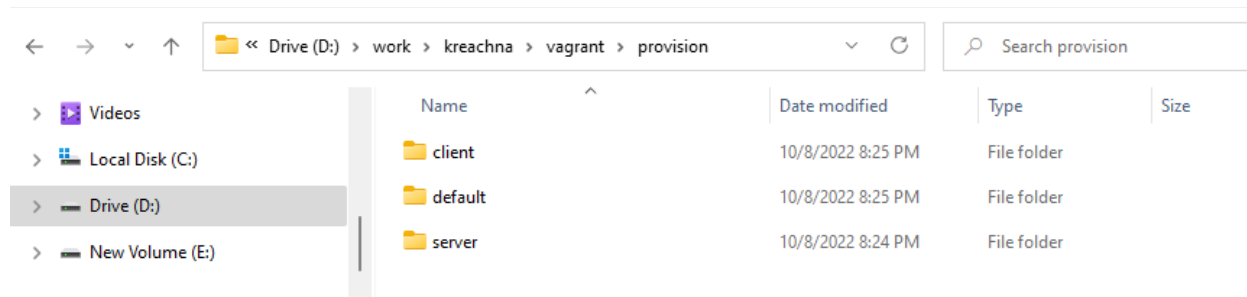 « Drive (D:) > work > kreachna > vagrant > provision
Search provision
Videos
Local Disk (C:)
Drive (D:)
New Volume (E:)
Name Date modified Type Size
client 10/8/2022 8:25 PM File folder
default 10/8/2022 8:25 PM File folder
server 10/8/2022 8:24 PM File folder